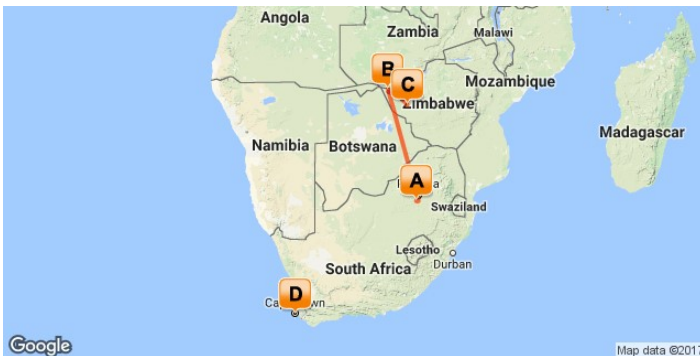 Angola
Zambia
Malawi
B
C
Mozambique
Zimbabwe
Madagascar
Namibia
Botswana
A
Swaziland
Lesotho
Durban
South Africa
D
Google
Map data ©2017